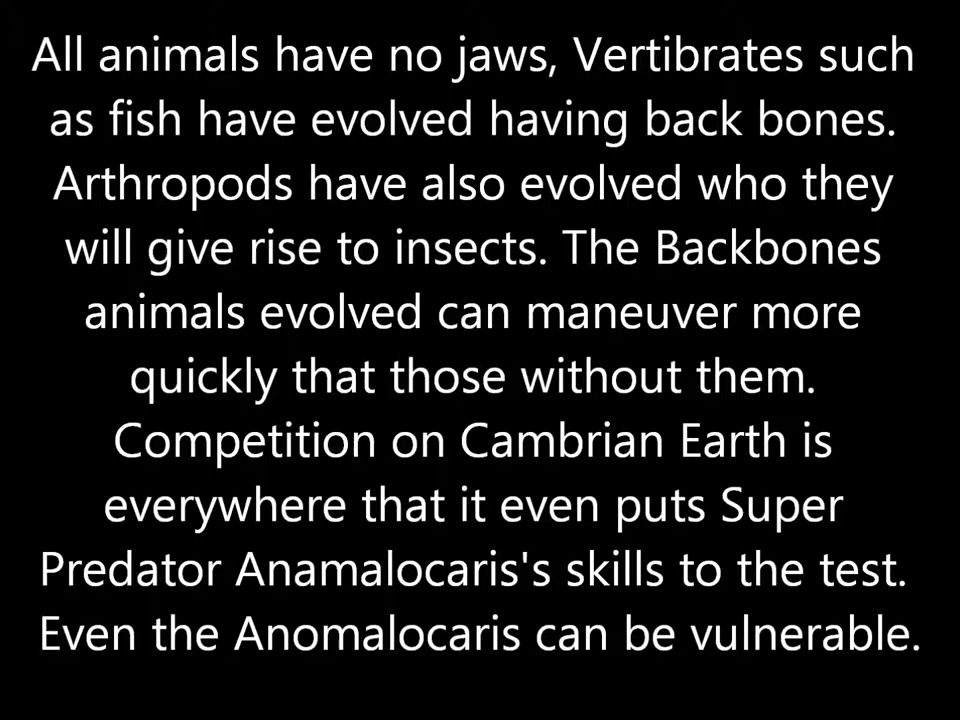 All animals have no jaws, Vertibrates such
as fish have evolved having back bones.
Arthropods have also evolved who they
will give rise to insects. The Backbones
animals evolved can maneuver more
quickly that those without them.
Competition on Cambrian Earth is
everywhere that it even puts Super
Predator Anamalocaris's skills to the test.
Even the Anomalocaris can be vulnerable.